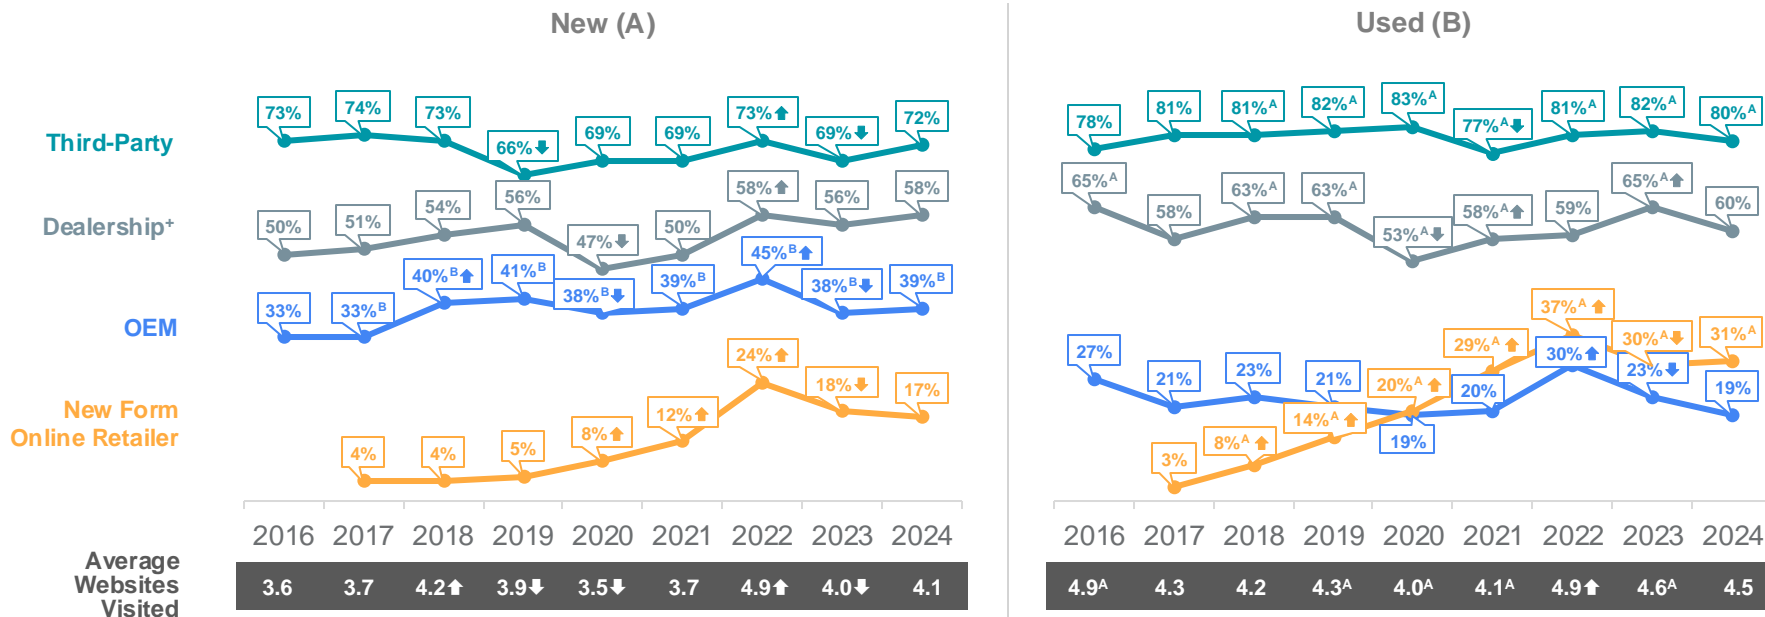 New (A)
Used (B)
Third-Party
73%
74%
73%
66%🡇
69%
69%
73%🡅
69%🡇
72%
78%
81%
81%ᴬ
82%ᴬ
83%ᴬ
77%ᴬ🡇
81%ᴬ
82%ᴬ
80%ᴬ
Dealership⁺
50%
51%
54%
56%
47%🡇
50%
58%🡅
56%
58%
65%ᴬ
58%
63%ᴬ
63%ᴬ
53%ᴬ🡇
58%ᴬ🡅
59%
65%ᴬ🡅
60%
OEM
33%
33%ᴮ
40%ᴮ🡅
41%ᴮ
38%ᴮ🡇
39%ᴮ
45%ᴮ🡅
38%ᴮ🡇
39%ᴮ
27%
21%
23%
21%
19%
20%
30%🡅
23%🡇
19%
New Form
Online Retailer
4%
4%
5%
8%🡅
12%🡅
24%🡅
18%🡇
17%
3%
8%ᴬ🡅
14%ᴬ🡅
20%ᴬ🡅
29%ᴬ🡅
37%ᴬ🡅
30%ᴬ🡇
31%ᴬ
2016 2017 2018 2019 2020 2021 2022 2023 2024
2016 2017 2018 2019 2020 2021 2022 2023 2024
Average
Websites
Visited
3.6 3.7 4.2🡅 3.9🡇 3.5🡇 3.7 4.9🡅 4.0🡇 4.1
4.9ᴬ 4.3 4.2 4.3ᴬ 4.0ᴬ 4.1ᴬ 4.9🡅 4.6ᴬ 4.5